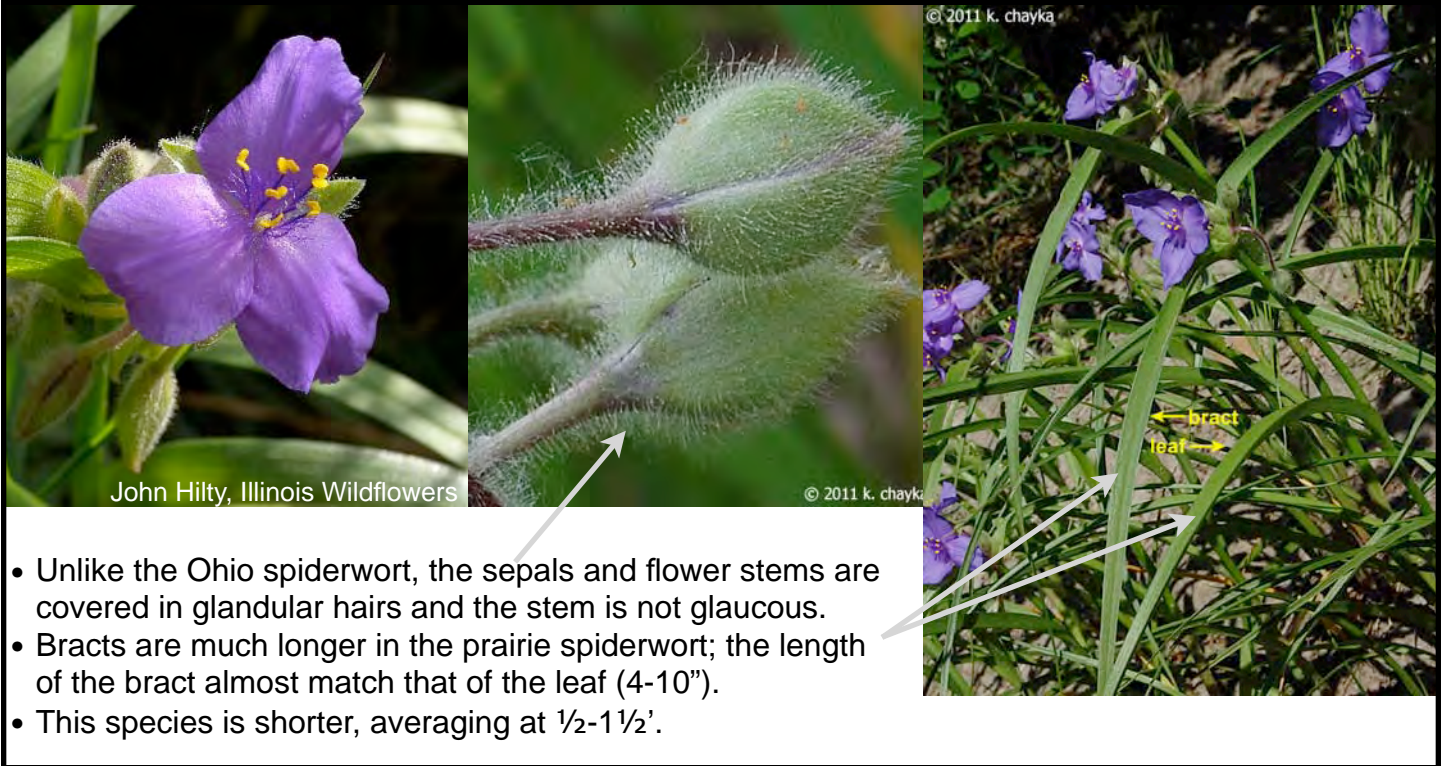 © 2011 k. chayka
John Hilty, Illinois Wildflowers
© 2011 k. chayka
bract
leaf
• Unlike the Ohio spiderwort, the sepals and flower stems are
covered in glandular hairs and the stem is not glaucous.
• Bracts are much longer in the prairie spiderwort; the length
of the bract almost match that of the leaf (4-10”).
• This species is shorter, averaging at ½-1½’.